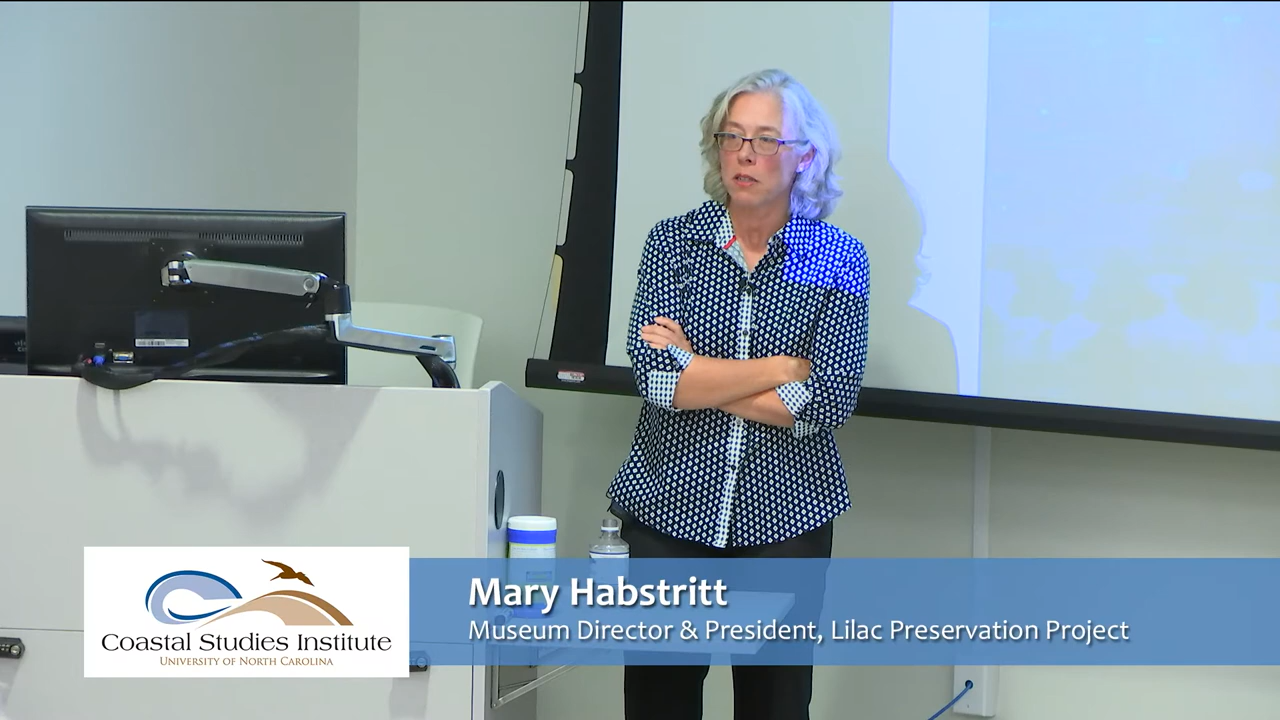 Mary Habstritt
Museum Director & President, Lilac Preservation Project
Coastal Studies Institute
University of North Carolina